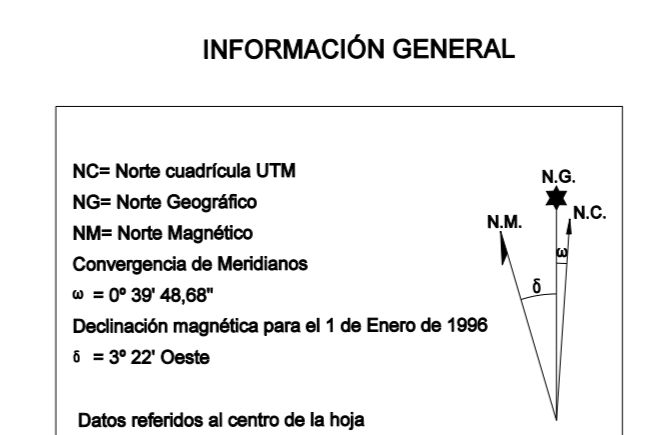 INFORMACIÓN GENERAL
NC= Norte cuadrícula UTM
NG= Norte Geográfico
NM= Norte Magnético
Convergencia de Meridianos
ω = 0º 39' 48,68"
Declinación magnética para el 1 de Enero de 1996
δ = 3º 22' Oeste
Datos referidos al centro de la hoja
N.G.
N.M.
N.C.
ω
δ